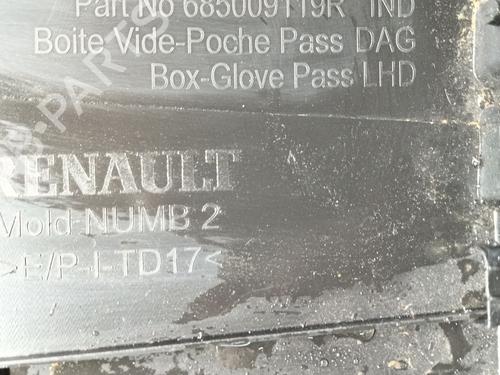 Part No 685009119R IND
Boite Vide-Poche Pass DAG
Box-Glove Pass LHD
RENAULT
Mold-NUMB 2
>E/P-I-TD17<